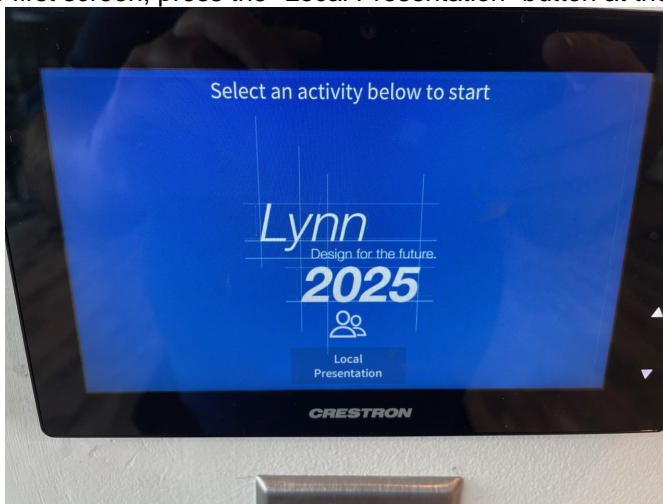 Select an activity below to start
Lynn
Design for the future.
2025
Local
Presentation
CRESTRON